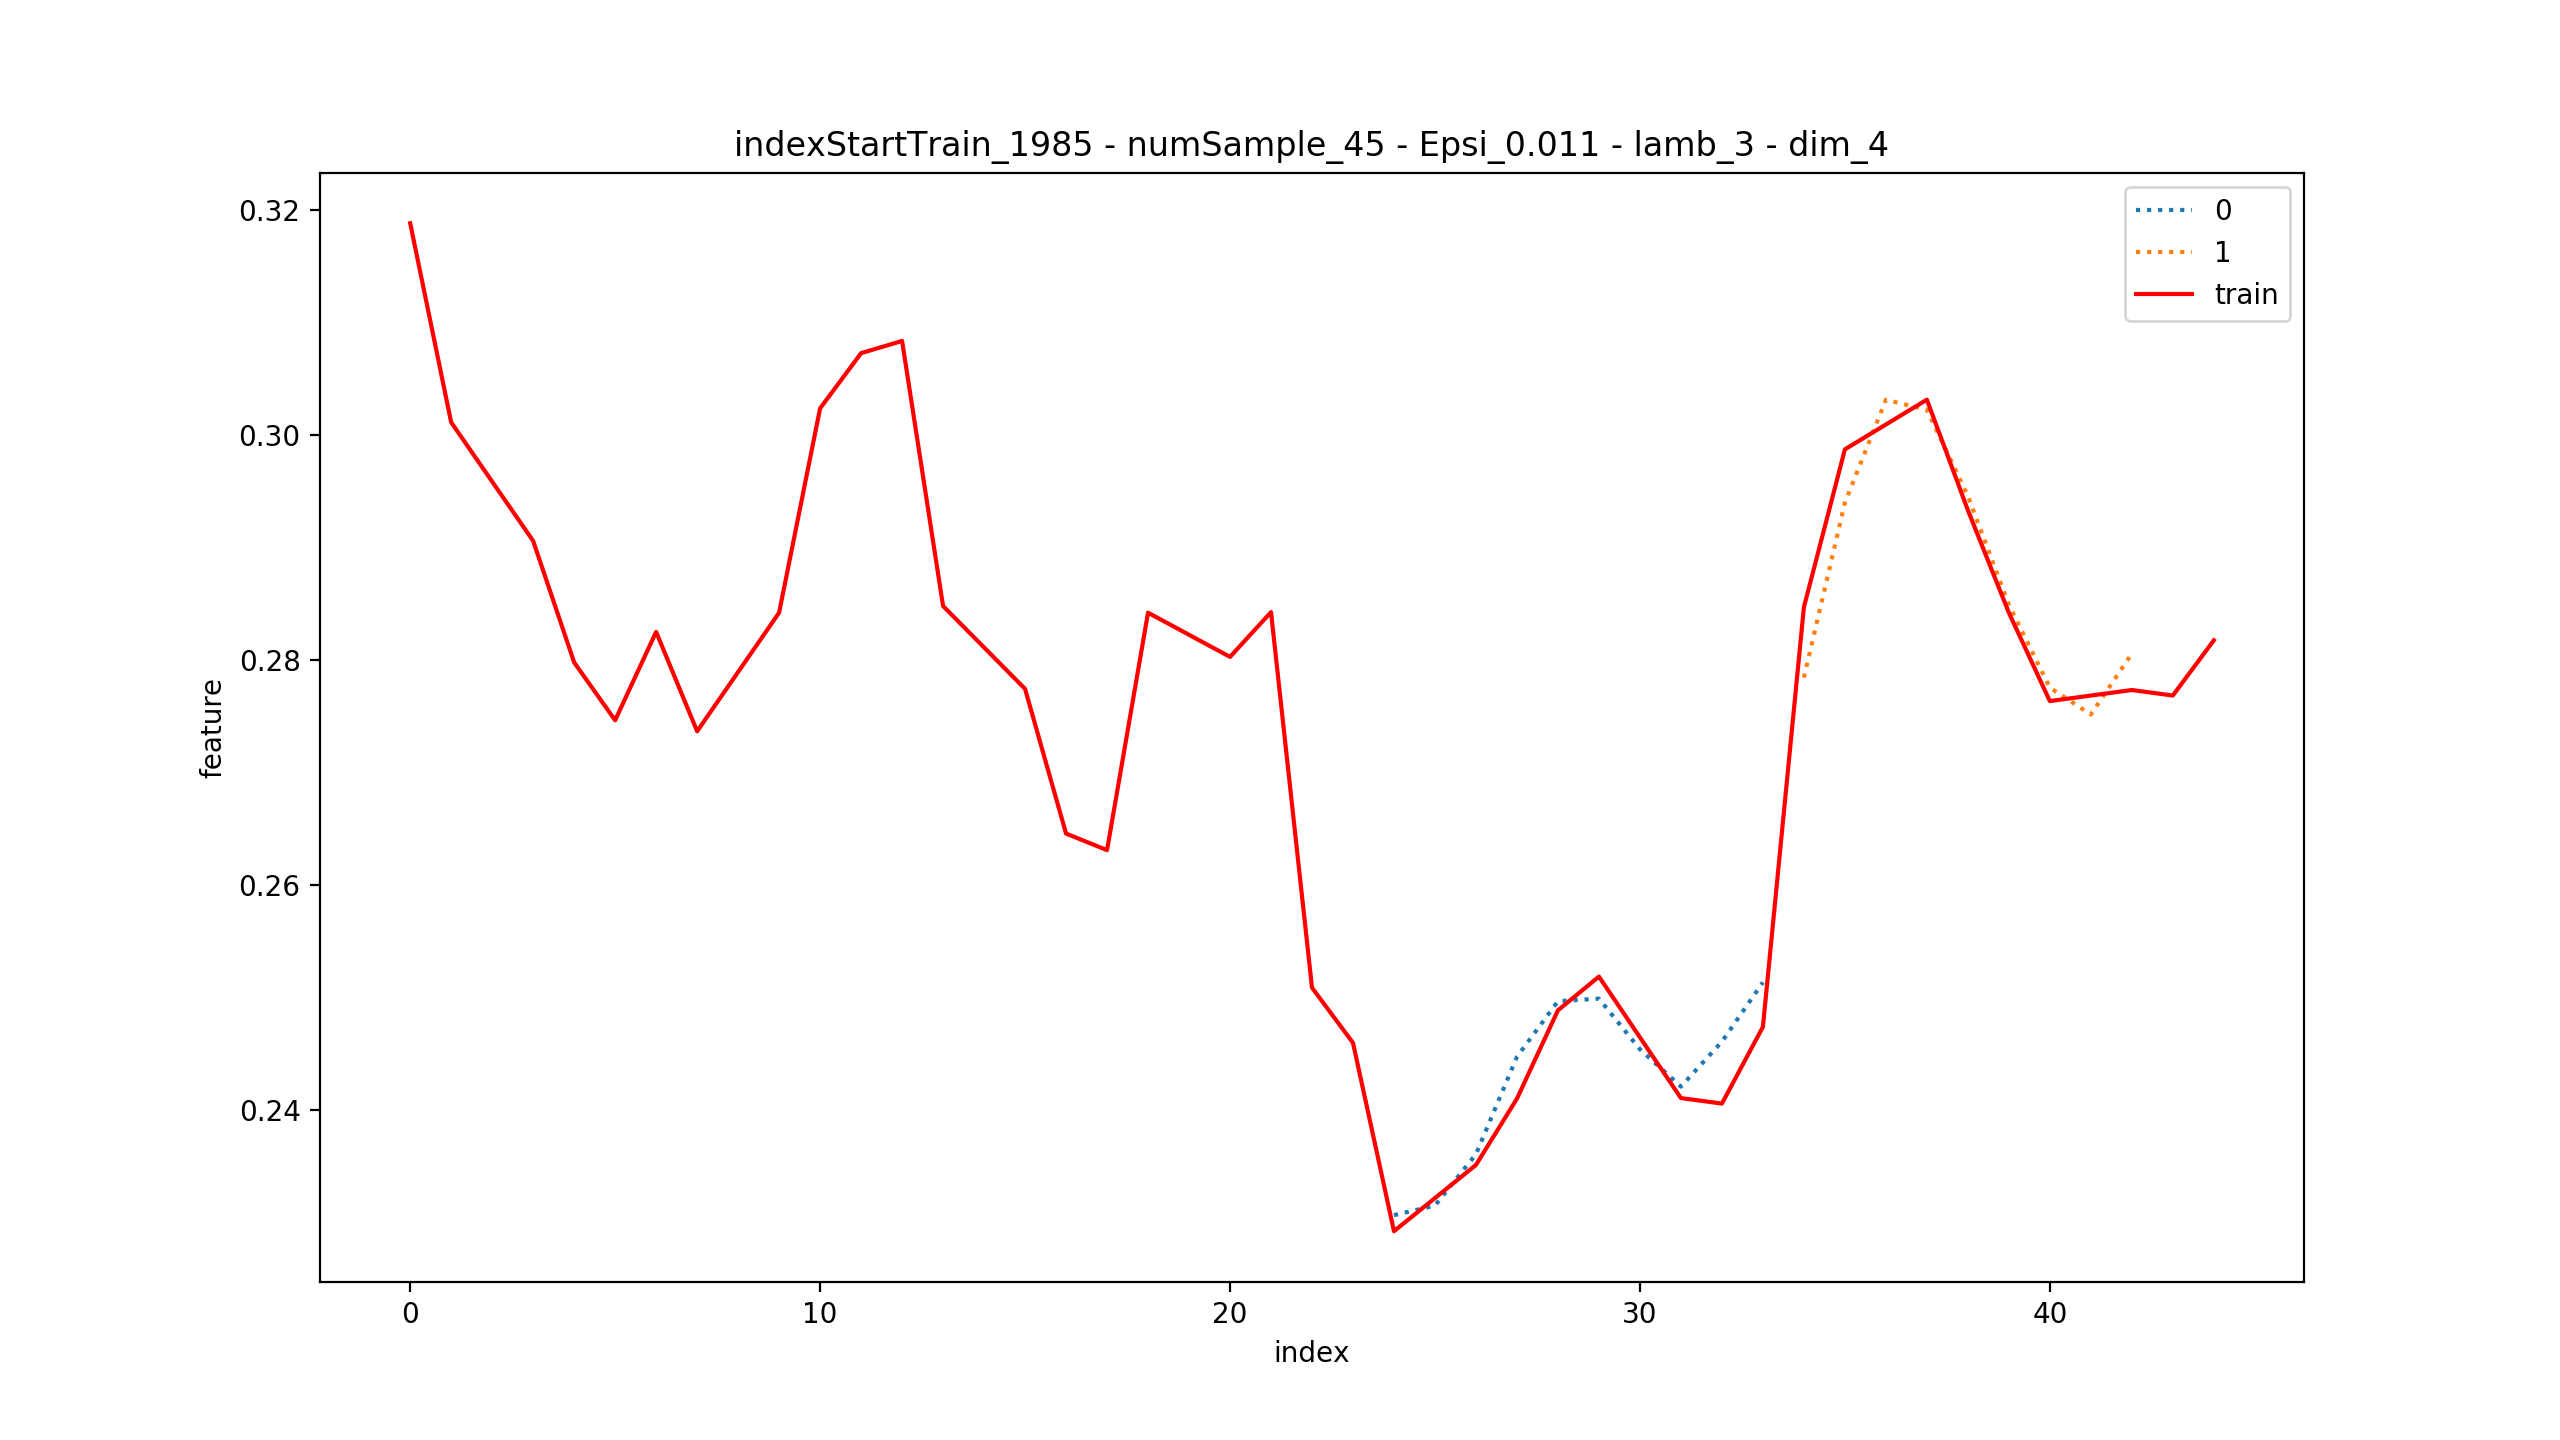 indexStartTrain_1985 - numSample_45 - Epsi_0.011 - lamb_3 - dim_4
0
1
train
0.32
0.30
0.28
0.26
0.24
feature
0 10 20 30 40
index